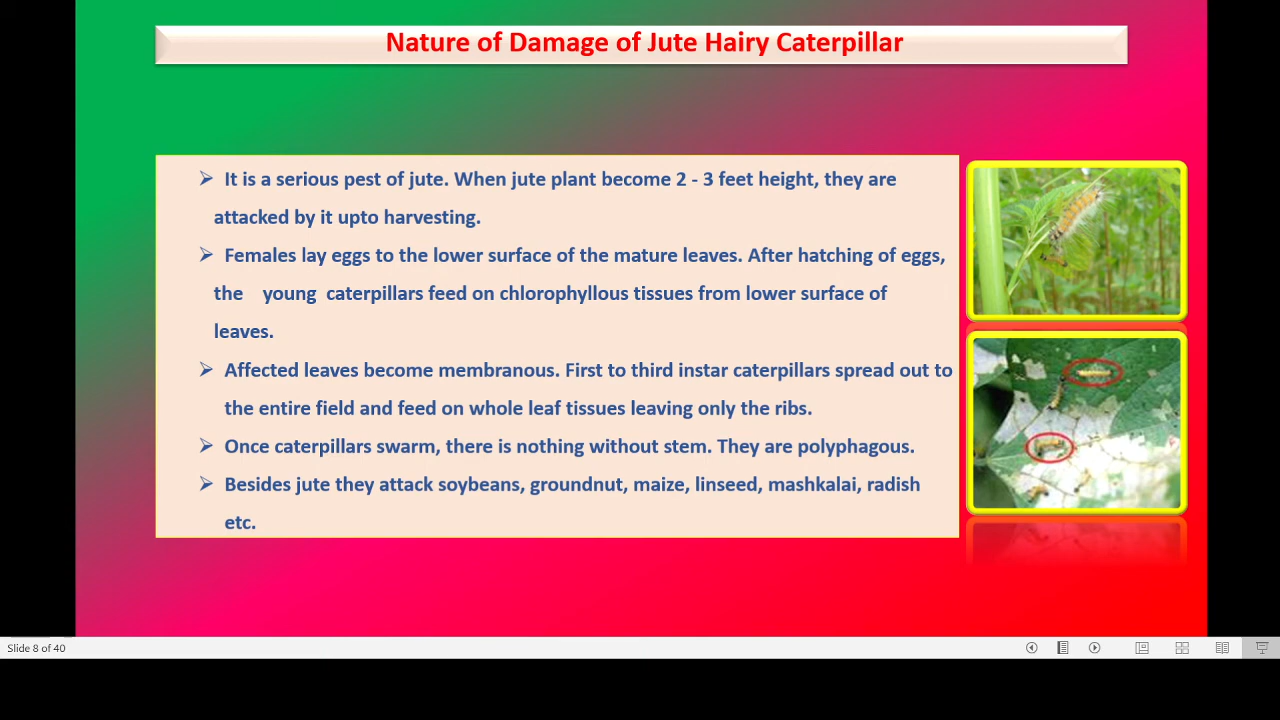 Nature of Damage of Jute Hairy Caterpillar
➢ It is a serious pest of jute. When jute plant become 2 - 3 feet height, they are
attacked by it upto harvesting.
➢ Females lay eggs to the lower surface of the mature leaves. After hatching of eggs,
the young caterpillars feed on chlorophyllous tissues from lower surface of
leaves.
➢ Affected leaves become membranous. First to third instar caterpillars spread out to
the entire field and feed on whole leaf tissues leaving only the ribs.
➢ Once caterpillars swarm, there is nothing without stem. They are polyphagous.
➢ Besides jute they attack soybeans, groundnut, maize, linseed, mashkalai, radish
etc.
Slide 8 of 40